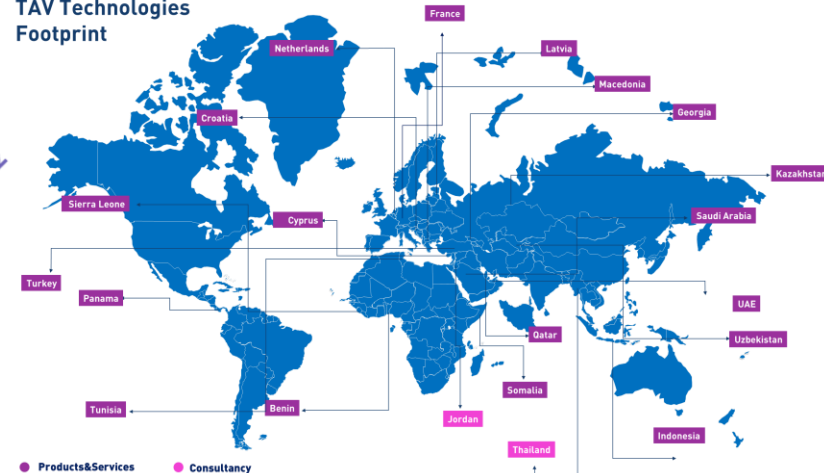 TAV Technologies
Footprint
France
Netherlands
Latvia
Macedonia
Croatia
Georgia
Kazakhstan
Sierra Leone
Cyprus
Saudi Arabia
Turkey
Panama
UAE
Qatar
Uzbekistan
Somalia
Tunisia
Benin
Jordan
Indonesia
Thailand
Products&Services
Consultancy